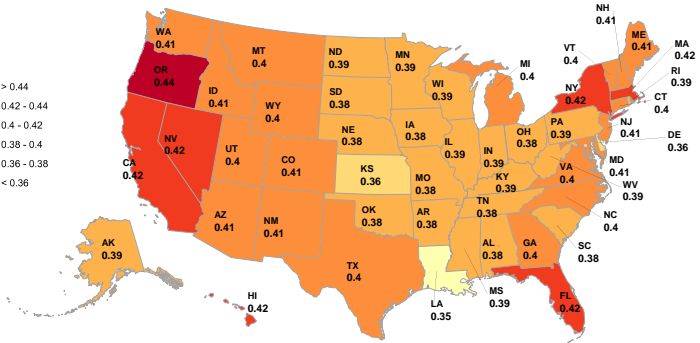 > 0.44
0.42 - 0.44
0.4 - 0.42
0.38 - 0.4
0.36 - 0.38
< 0.36
WA
0.41
OR
0.44
CA
0.42
NV
0.42
ID
0.41
MT
0.4
WY
0.4
UT
0.4
CO
0.41
AZ
0.41
NM
0.41
ND
0.39
SD
0.38
NE
0.38
KS
0.36
OK
0.38
TX
0.4
MN
0.39
IA
0.38
MO
0.38
AR
0.38
LA
0.35
WI
0.39
IL
0.39
MI
0.4
IN
0.39
OH
0.38
KY
0.39
TN
0.38
MS
0.39
AL
0.38
GA
0.4
FL
0.42
SC
0.38
NC
0.4
VA
0.4
WV
0.39
MD
0.41
DE
0.36
PA
0.39
NJ
0.41
NY
0.42
CT
0.4
RI
0.39
MA
0.42
VT
0.4
NH
0.41
ME
0.41
AK
0.39
HI
0.42